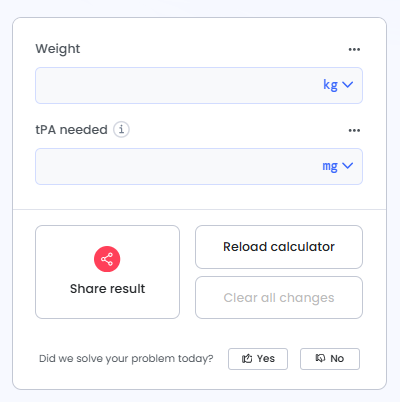 Weight
kg
tPA needed
mg
Share result
Reload calculator
Clear all changes
Did we solve your problem today?
Yes
No